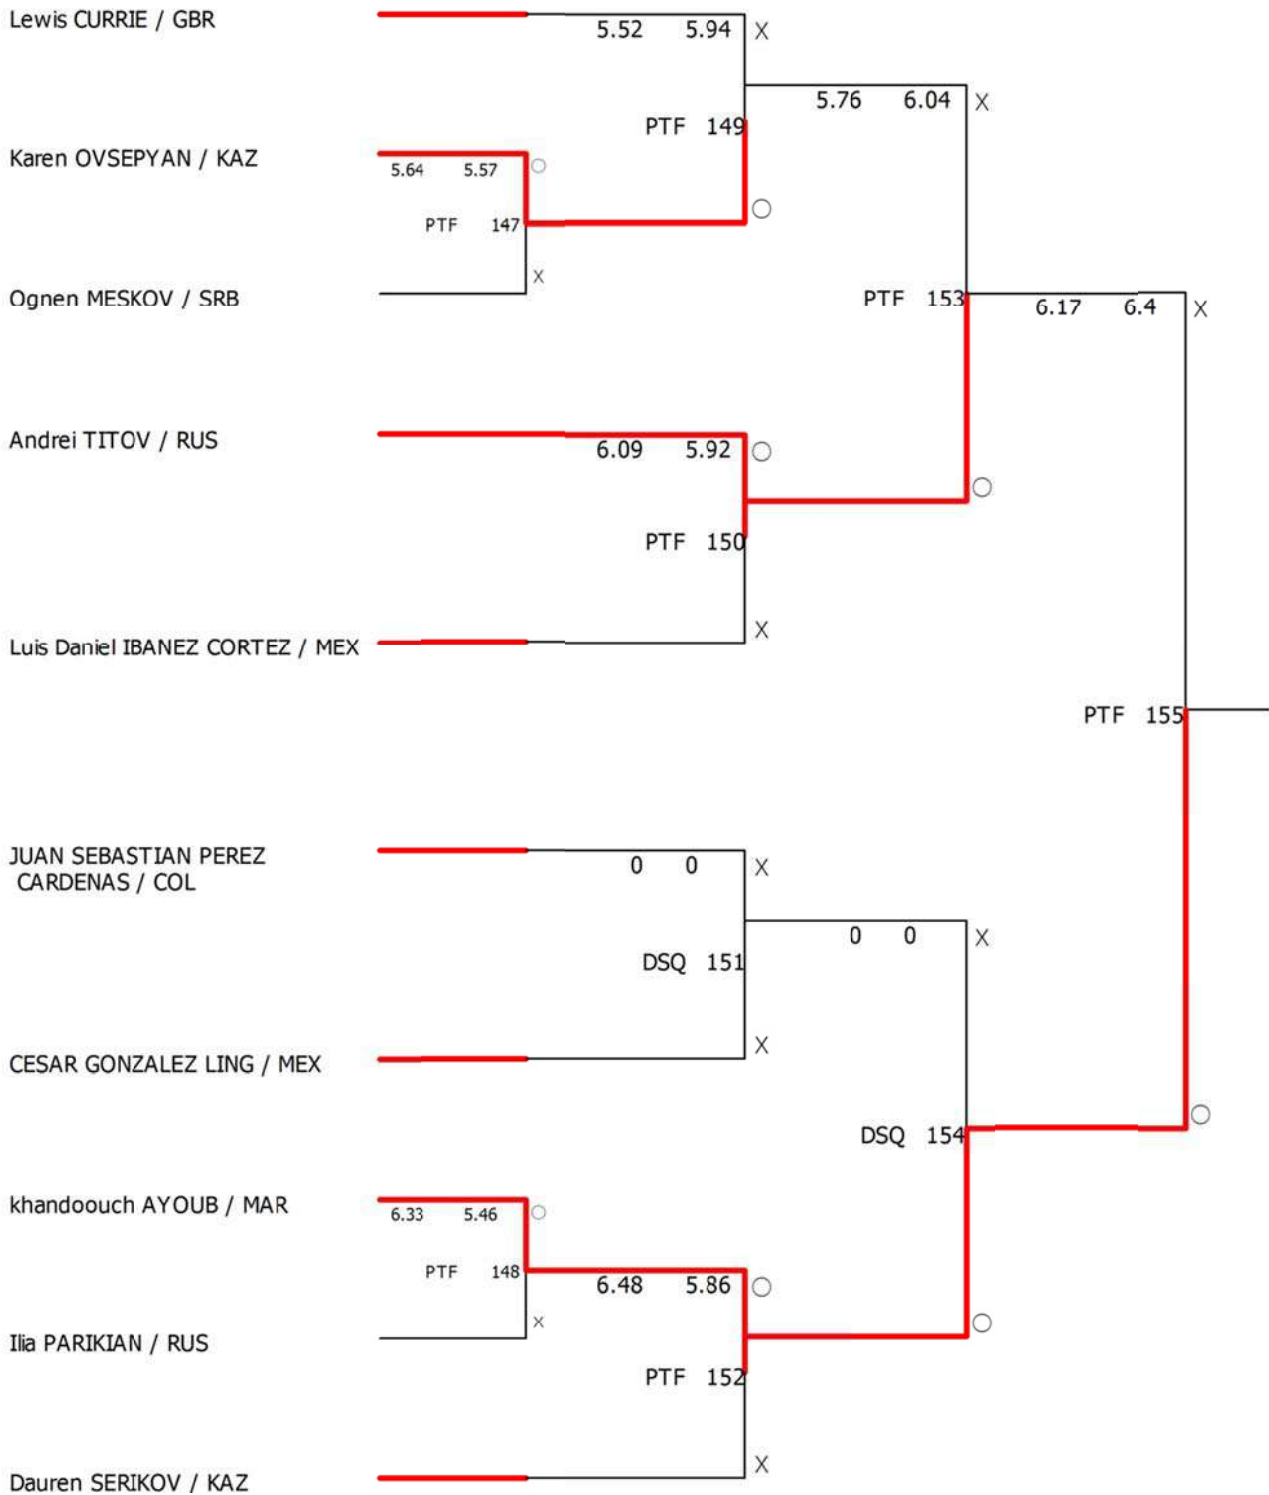 Lewis CURRIE / GBR
5.52 5.94 X
5.76 6.04 X
PTF 149
Karen OVSEPYAN / KAZ
5.64 5.57 ○
○
PTF 147
X
Ognen MESKOV / SRB
PTF 153
6.17 6.4 X
Andrei TITOV / RUS
6.09 5.92 ○
○
PTF 150
X
Luis Daniel IBANEZ CORTEZ / MEX
PTF 155
JUAN SEBASTIAN PEREZ
CARDENAS / COL
0 0 X
0 0 X
DSQ 151
X
CESAR GONZALEZ LING / MEX
○
DSQ 154
khandoouch AYOUB / MAR
6.33 5.46 ○
PTF 148
6.48 5.86 ○
X
○
Ilia PARIKIAN / RUS
PTF 152
X
Dauren SERIKOV / KAZ